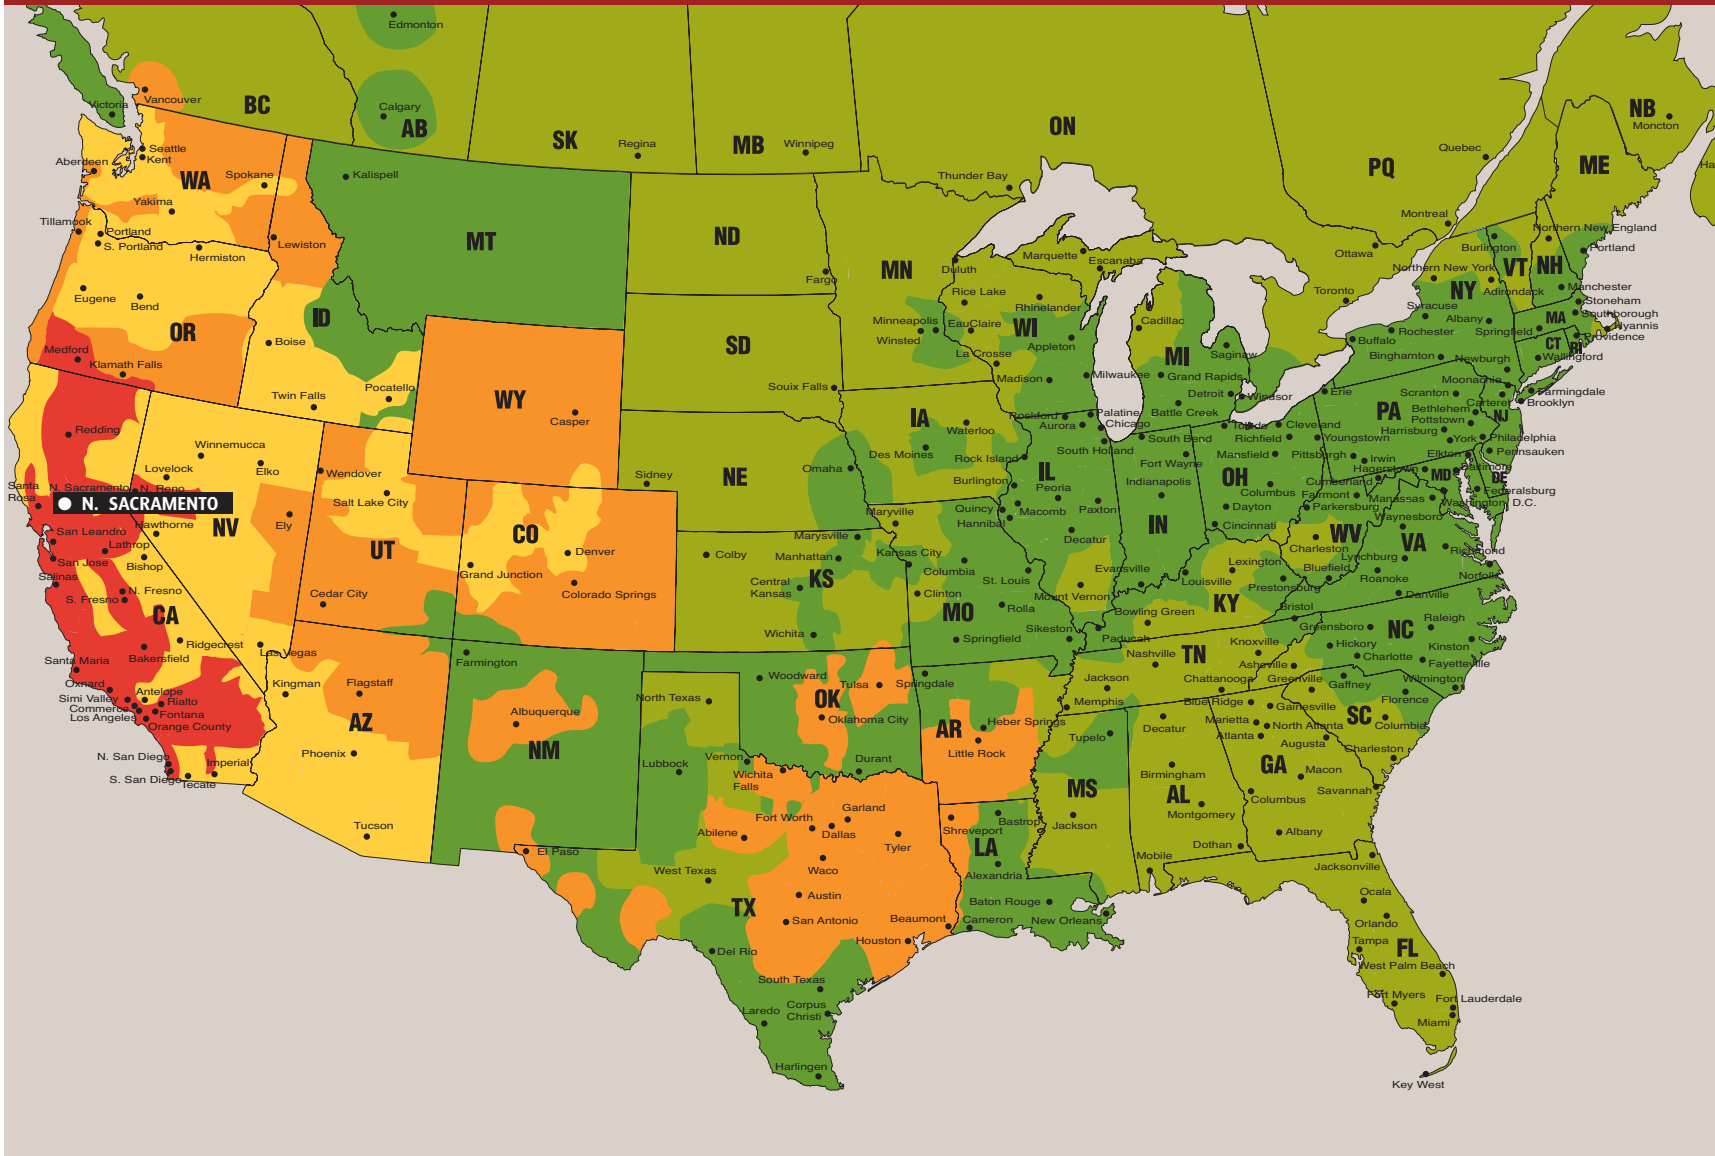 Edmonton
Victoria
Vancouver
BC
Calgary
AB
SK
Regina
MB
Winnipeg
ON
Thunder Bay
PQ
Quebec
Montreal
Ottawa
Toronto
NB
Moncton
Ha
ME
Aberdeen
Seattle
Kent
WA
Spokane
Yakima
Tillamook
Portland
S. Portland
Hermiston
Lewiston
Kalispell
MT
ND
Fargo
MN
Duluth
Marquette
Escanaba
Rice Lake
Rhinelander
Minneapolis
Winsted
EauClaire
WI
Appleton
La Crosse
Madison
Milwaukee
Cadillac
MI
Saginaw
Grand Rapids
Detroit
Windsor
Battle Creek
Northern New England
Burlington
Portland
VT
NH
Northern New York
Adirondack
NY
Syracuse
Albany
Rochester
Buffalo
Binghamton
Manchester
Stoneham
Southborough
MA
Hyannis
Springfield
Providence
CT
RI
Wallingford
Newburgh
Moonachie
Farmingdale
Brooklyn
Carteret
Eugene
Bend
OR
Medford
Klamath Falls
ID
Boise
Twin Falls
Pocatello
WY
Casper
SD
Souix Falls
IA
Waterloo
Des Moines
Rock Island
Burlington
Rockford
Aurora
Palatine
Chicago
South Holland
South Bend
Fort Wayne
Toledo
Cleveland
Richfield
Mansfield
Youngstown
Erie
PA
Scranton
Bethlehem
Pottstown
Harrisburg
NJ
York
Philadelphia
Pennsauken
Pittsburgh
Irwin
Elkton
Hagerstown
Baltimore
MD
DE
Cumberland
Federalsburg
Manassas
Washington D.C.
Fairmont
Parkersburg
Redding
Winnemucca
Lovelock
Elko
Wendover
Salt Lake City
Santa
Rosa
N. Sacramento
N. Reno
N. SACRAMENTO
Hawthorne
NV
Ely
UT
CO
Denver
Grand Junction
Colorado Springs
Sidney
NE
Omaha
Maryville
Marysville
Colby
Manhattan
Kansas City
Central
Kansas
KS
Wichita
Columbia
Clinton
MO
Rolla
Springfield
St. Louis
IL
Peoria
Quincy
Hannibal
Macomb
Paxton
Decatur
Mount Vernon
Indianapolis
IN
Evansville
OH
Columbus
Dayton
Cincinnati
WV
Charleston
Bluefield
Waynesboro
VA
Richmond
Lynchburg
Roanoke
Norfolk
Danville
Lexington
Louisville
Prestonsburg
KY
Bowling Green
Paducah
Sikeston
Bristol
San Leandro
Lathrop
San Jose
Bishop
Salinas
N. Fresno
S. Fresno
CA
Ridgecrest
Bakersfield
Las Vegas
Cedar City
Santa Maria
Oxnard
Simi Valley
Antelope
Rialto
Commerce
Fontana
Los Angeles
Orange County
N. San Diego
S. San Diego
Imperial
Tecate
Kingman
Flagstaff
AZ
Phoenix
Tucson
Farmington
Albuquerque
NM
El Paso
North Texas
Woodward
OK
Tulsa
Oklahoma City
Durant
Springdale
AR
Heber Springs
Little Rock
Lubbock
Vernon
Wichita
Falls
Abilene
Fort Worth
Garland
Dallas
Tyler
Waco
West Texas
TX
Austin
San Antonio
Beaumont
Houston
Del Rio
South Texas
Laredo
Corpus
Christi
Harlingen
Shreveport
Bastrop
LA
Alexandria
Baton Rouge
Cameron
New Orleans
Nashville
TN
Knoxville
Jackson
Memphis
Chattanooga
Asheville
Greensboro
NC
Raleigh
Hickory
Kinston
Charlotte
Fayetteville
Wilmington
Greenville
Gaffney
Florence
SC
Columbia
Charleston
Tupelo
MS
Jackson
Decatur
Birmingham
AL
Montgomery
Dothan
Mobile
Blue Ridge
Gainesville
Marietta
North Atlanta
Atlanta
Augusta
GA
Macon
Columbus
Savannah
Albany
Jacksonville
Ocala
Orlando
Tampa
FL
West Palm Beach
Fort Myers
Fort Lauderdale
Miami
Key West